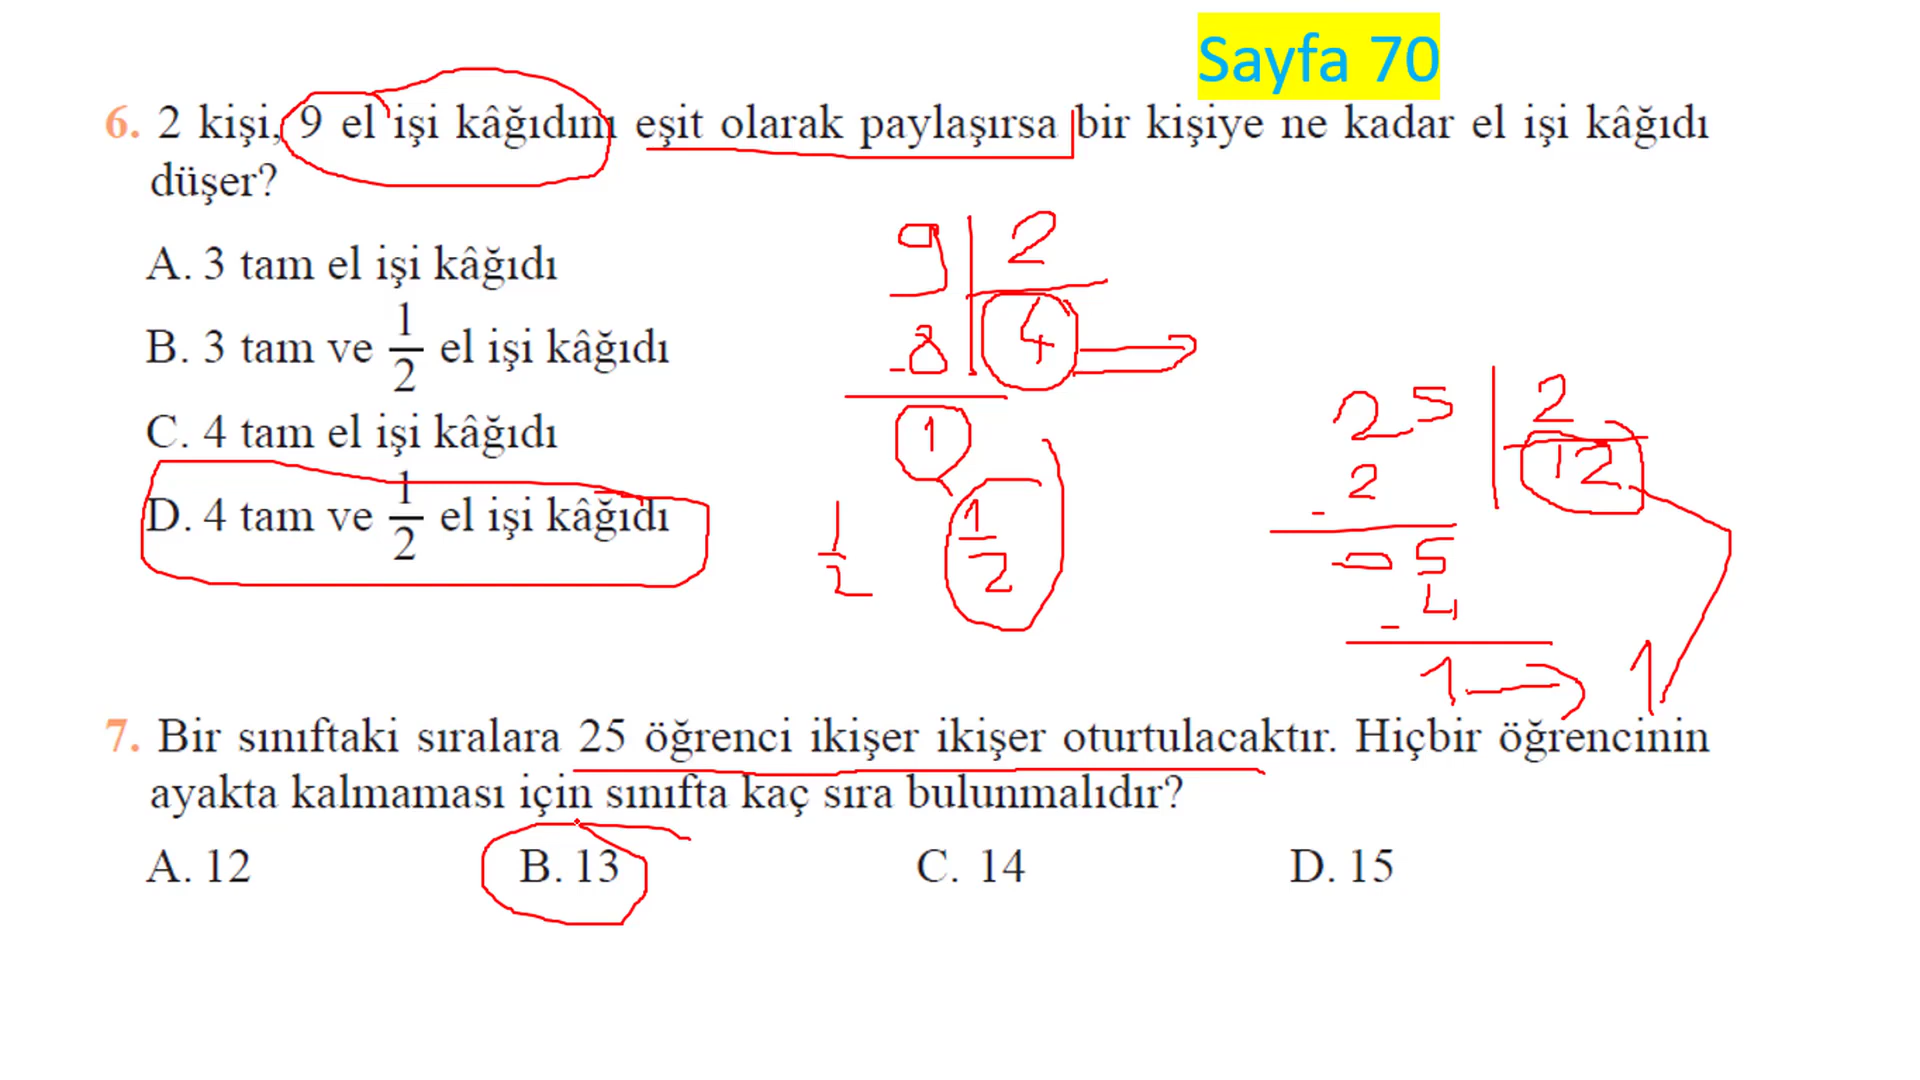 Sayfa 70
6. 2 kişi, 9 el işi kâğıdını eşit olarak paylaşırsa bir kişiye ne kadar el işi kâğıdı
düşer?
A. 3 tam el işi kâğıdı
B. 3 tam ve 1/2 el işi kâğıdı
C. 4 tam el işi kâğıdı
D. 4 tam ve 1/2 el işi kâğıdı
9 2
4
- 8
1
1/2 1/2
25 2
12
- 2
05
- 4
1 1
7. Bir sınıftaki sıralara 25 öğrenci ikişer ikişer oturtulacaktır. Hiçbir öğrencinin
ayakta kalmaması için sınıfta kaç sıra bulunmalıdır?
A. 12 B. 13 C. 14 D. 15